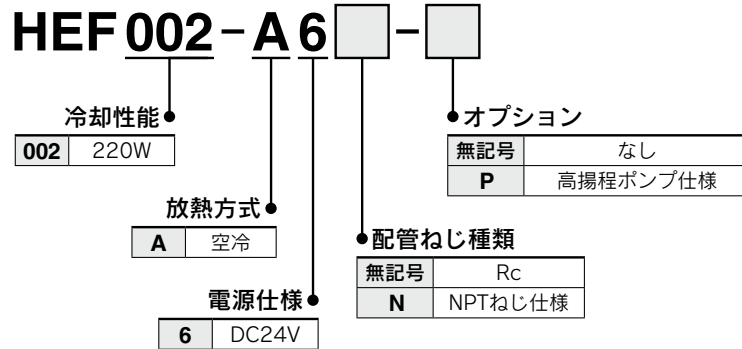 HEF 002-A 6 □-□
冷却性能
002 220W
オプション
無記号 なし
P 高揚程ポンプ仕様
放熱方式
A 空冷
配管ねじ種類
無記号 Rc
N NPTねじ仕様
電源仕様
6 DC24V